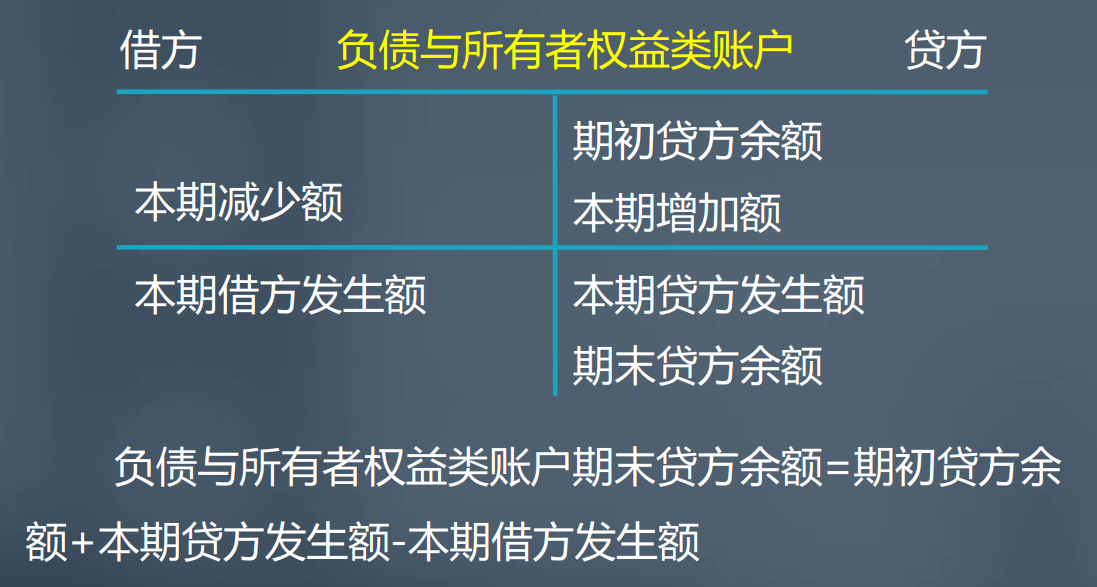 借方 负债与所有者权益类账户 贷方
期初贷方余额
本期减少额
本期增加额
本期借方发生额 本期贷方发生额
期末贷方余额
负债与所有者权益类账户期末贷方余额=期初贷方余
额+本期贷方发生额-本期借方发生额